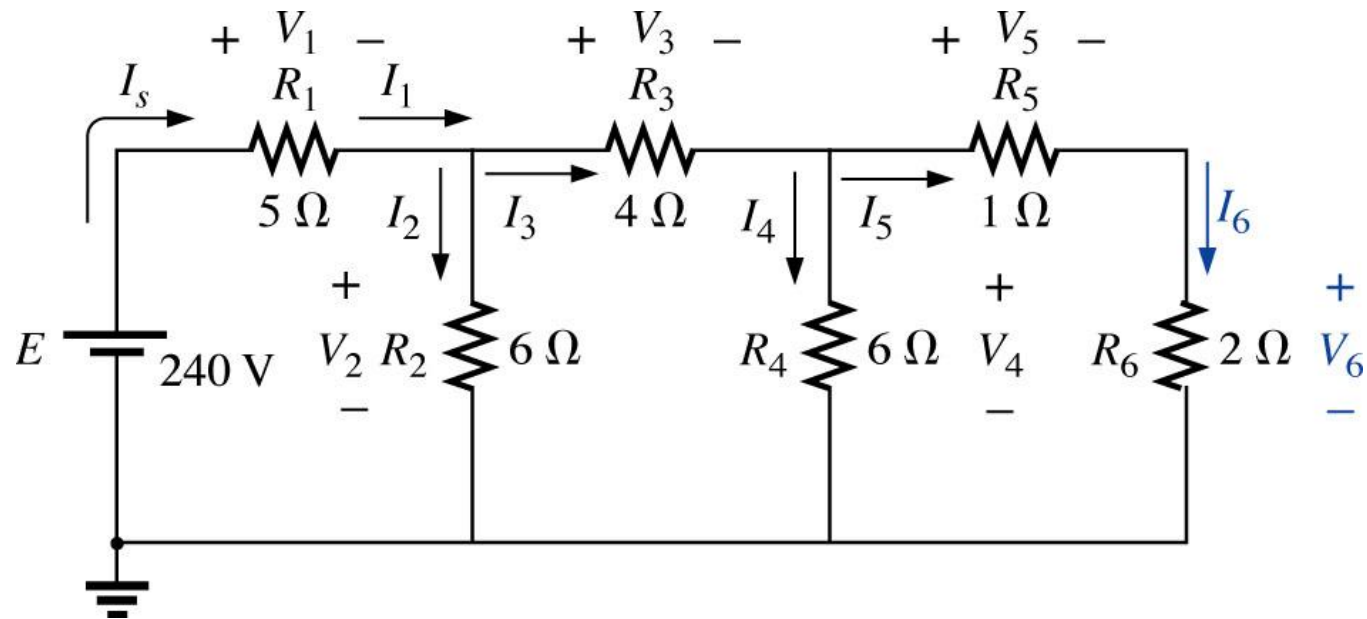 + V₁ − + V₃ − + V₅ −
Iₛ R₁ I₁ R₃ R₅
5 Ω I₂ I₃ 4 Ω I₄ I₅ 1 Ω I₆
+ + +
E 240 V V₂ R₂ 6 Ω R₄ 6 Ω V₄ R₆ 2 Ω V₆
− − −